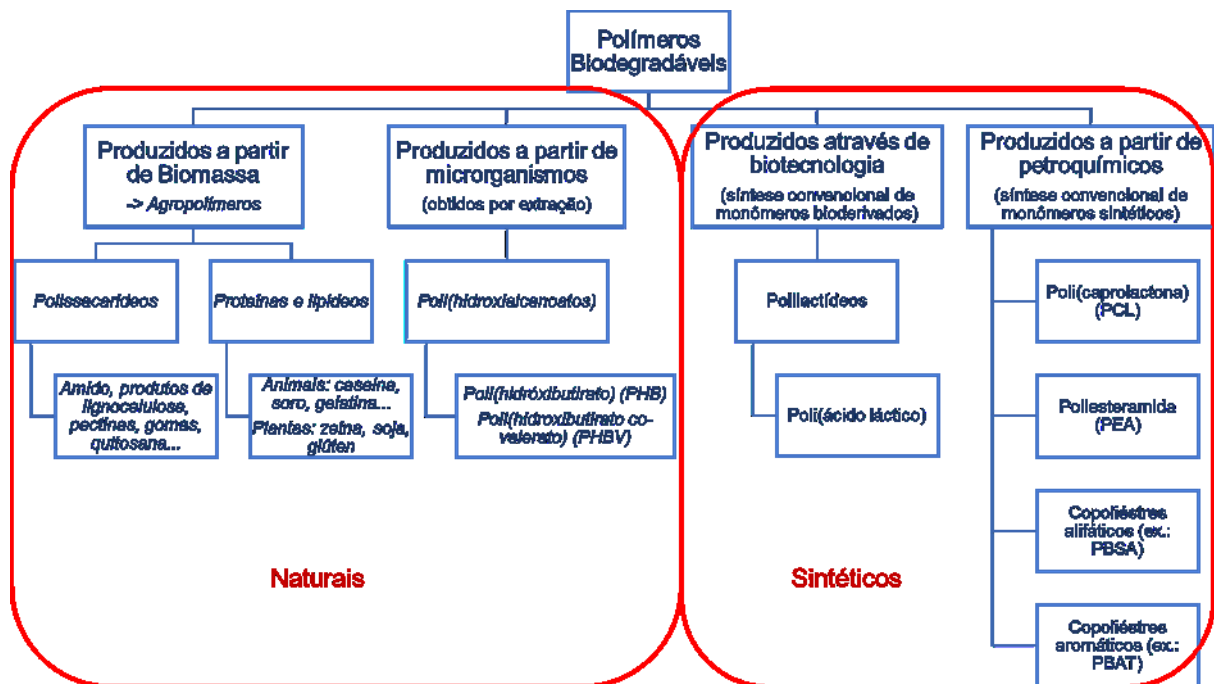 Polímeros
Biodegradáveis
Produzidos a partir
de Biomassa
-> Agropolímeros
Produzidos a partir de
microrganismos
(obtidos por extração)
Produzidos através de
biotecnologia
(síntese convencional de
monômeros bioderivados)
Produzidos a partir de
petroquímicos
(síntese convencional de
monômeros sintéticos)
Polissacarídeos
Proteínas e lipídeos
Poli(hidroxialcanoatos)
Polilactídeos
Poli(caprolactona)
(PCL)
Amido, produtos de
lignocelulose,
pectinas, gomas,
quitosana...
Animais: caseína,
soro, gelatina...
Plantas: zeína, soja,
glúten
Poli(hidróxibutirato) (PHB)
Poli(hidroxibutirato co-
valerato) (PHBV)
Poli(ácido láctico)
Poliesteramida
(PEA)
Copoliéstres
alifáticos (ex.:
PBSA)
Copoliéstres
aromáticos (ex.:
PBAT)
Naturais
Sintéticos